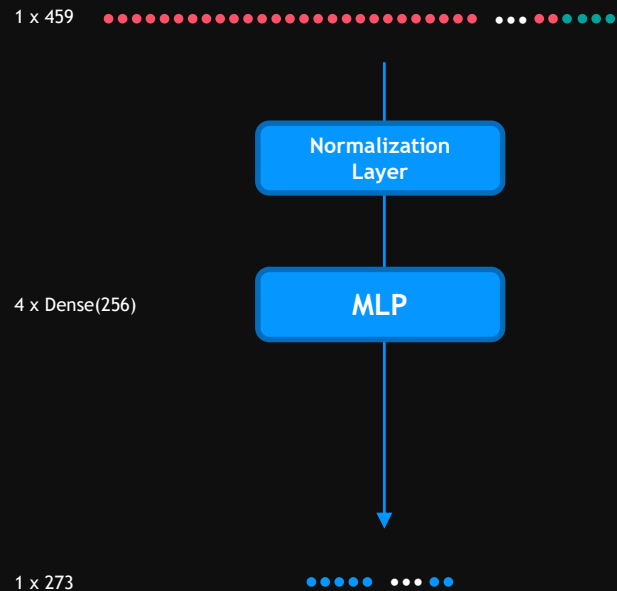 1 x 459
Normalization
Layer
4 x Dense(256)
MLP
1 x 273